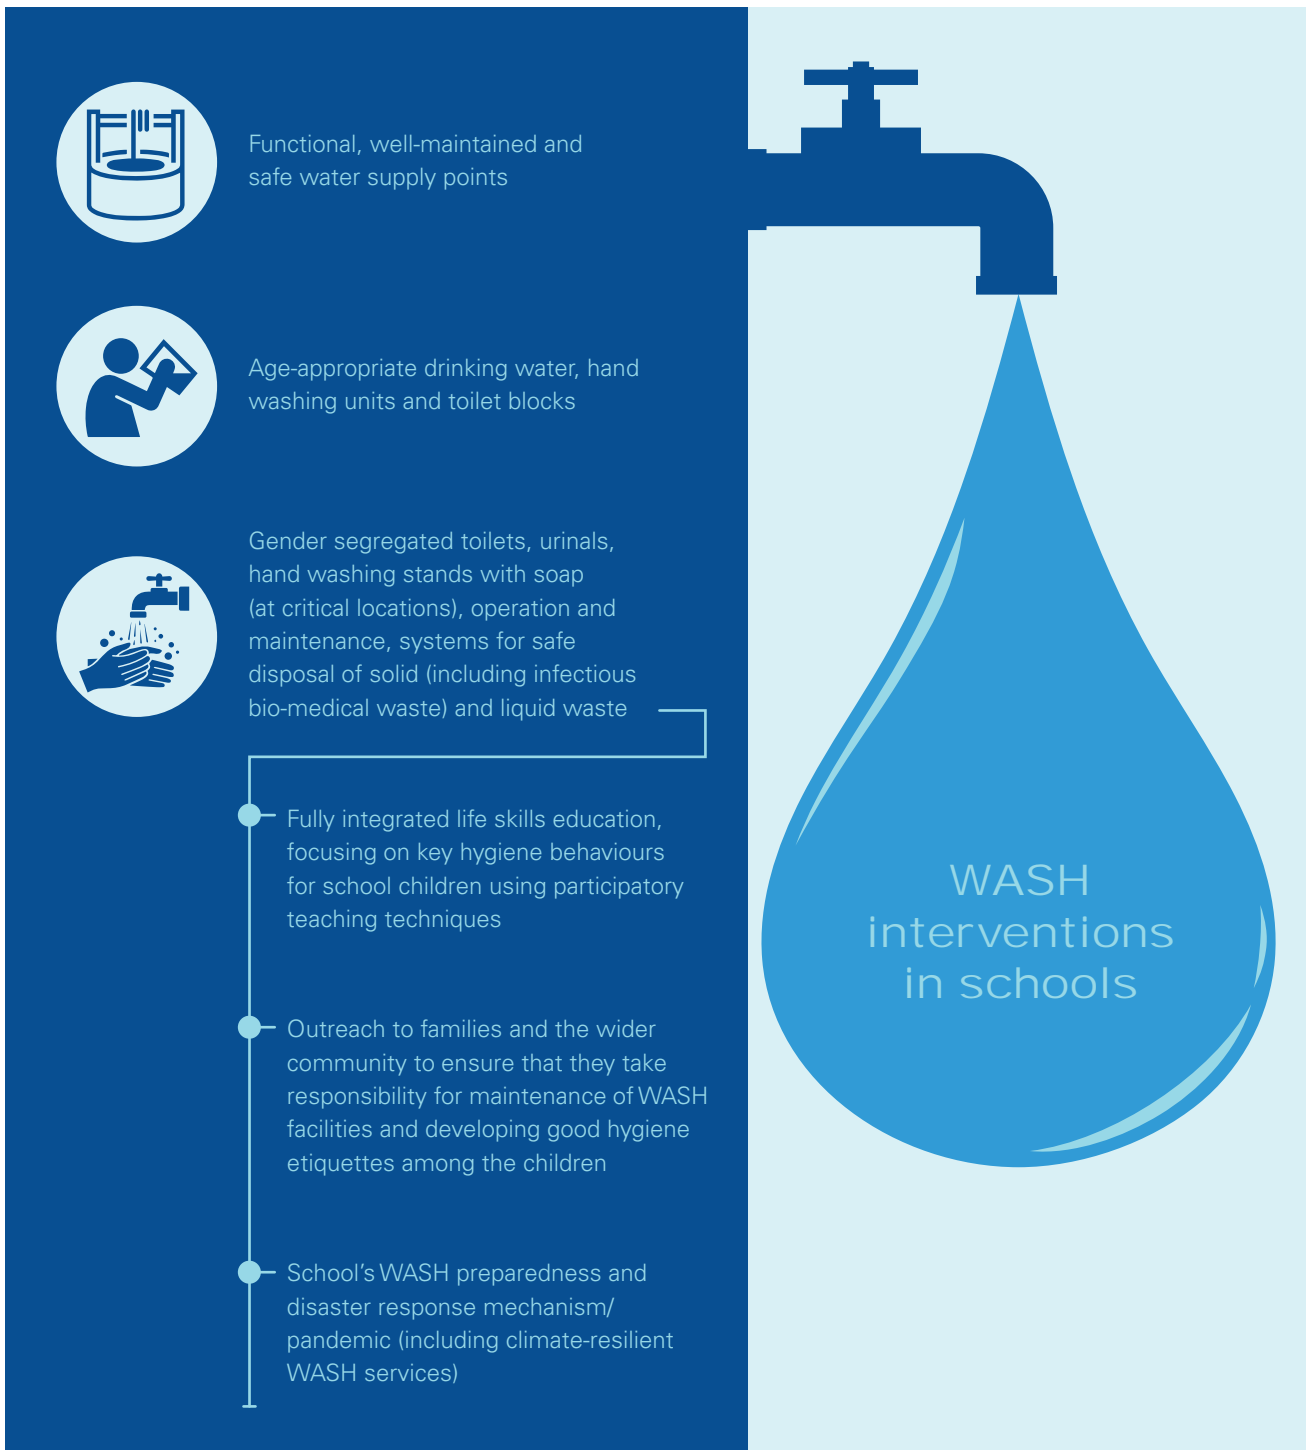 Functional, well-maintained and
safe water supply points
Age-appropriate drinking water, hand
washing units and toilet blocks
Gender segregated toilets, urinals,
hand washing stands with soap
(at critical locations), operation and
maintenance, systems for safe
disposal of solid (including infectious
bio-medical waste) and liquid waste
Fully integrated life skills education,
focusing on key hygiene behaviours
for school children using participatory
teaching techniques
Outreach to families and the wider
community to ensure that they take
responsibility for maintenance of WASH
facilities and developing good hygiene
etiquettes among the children
School's WASH preparedness and
disaster response mechanism/
pandemic (including climate-resilient
WASH services)
WASH
interventions
in schools